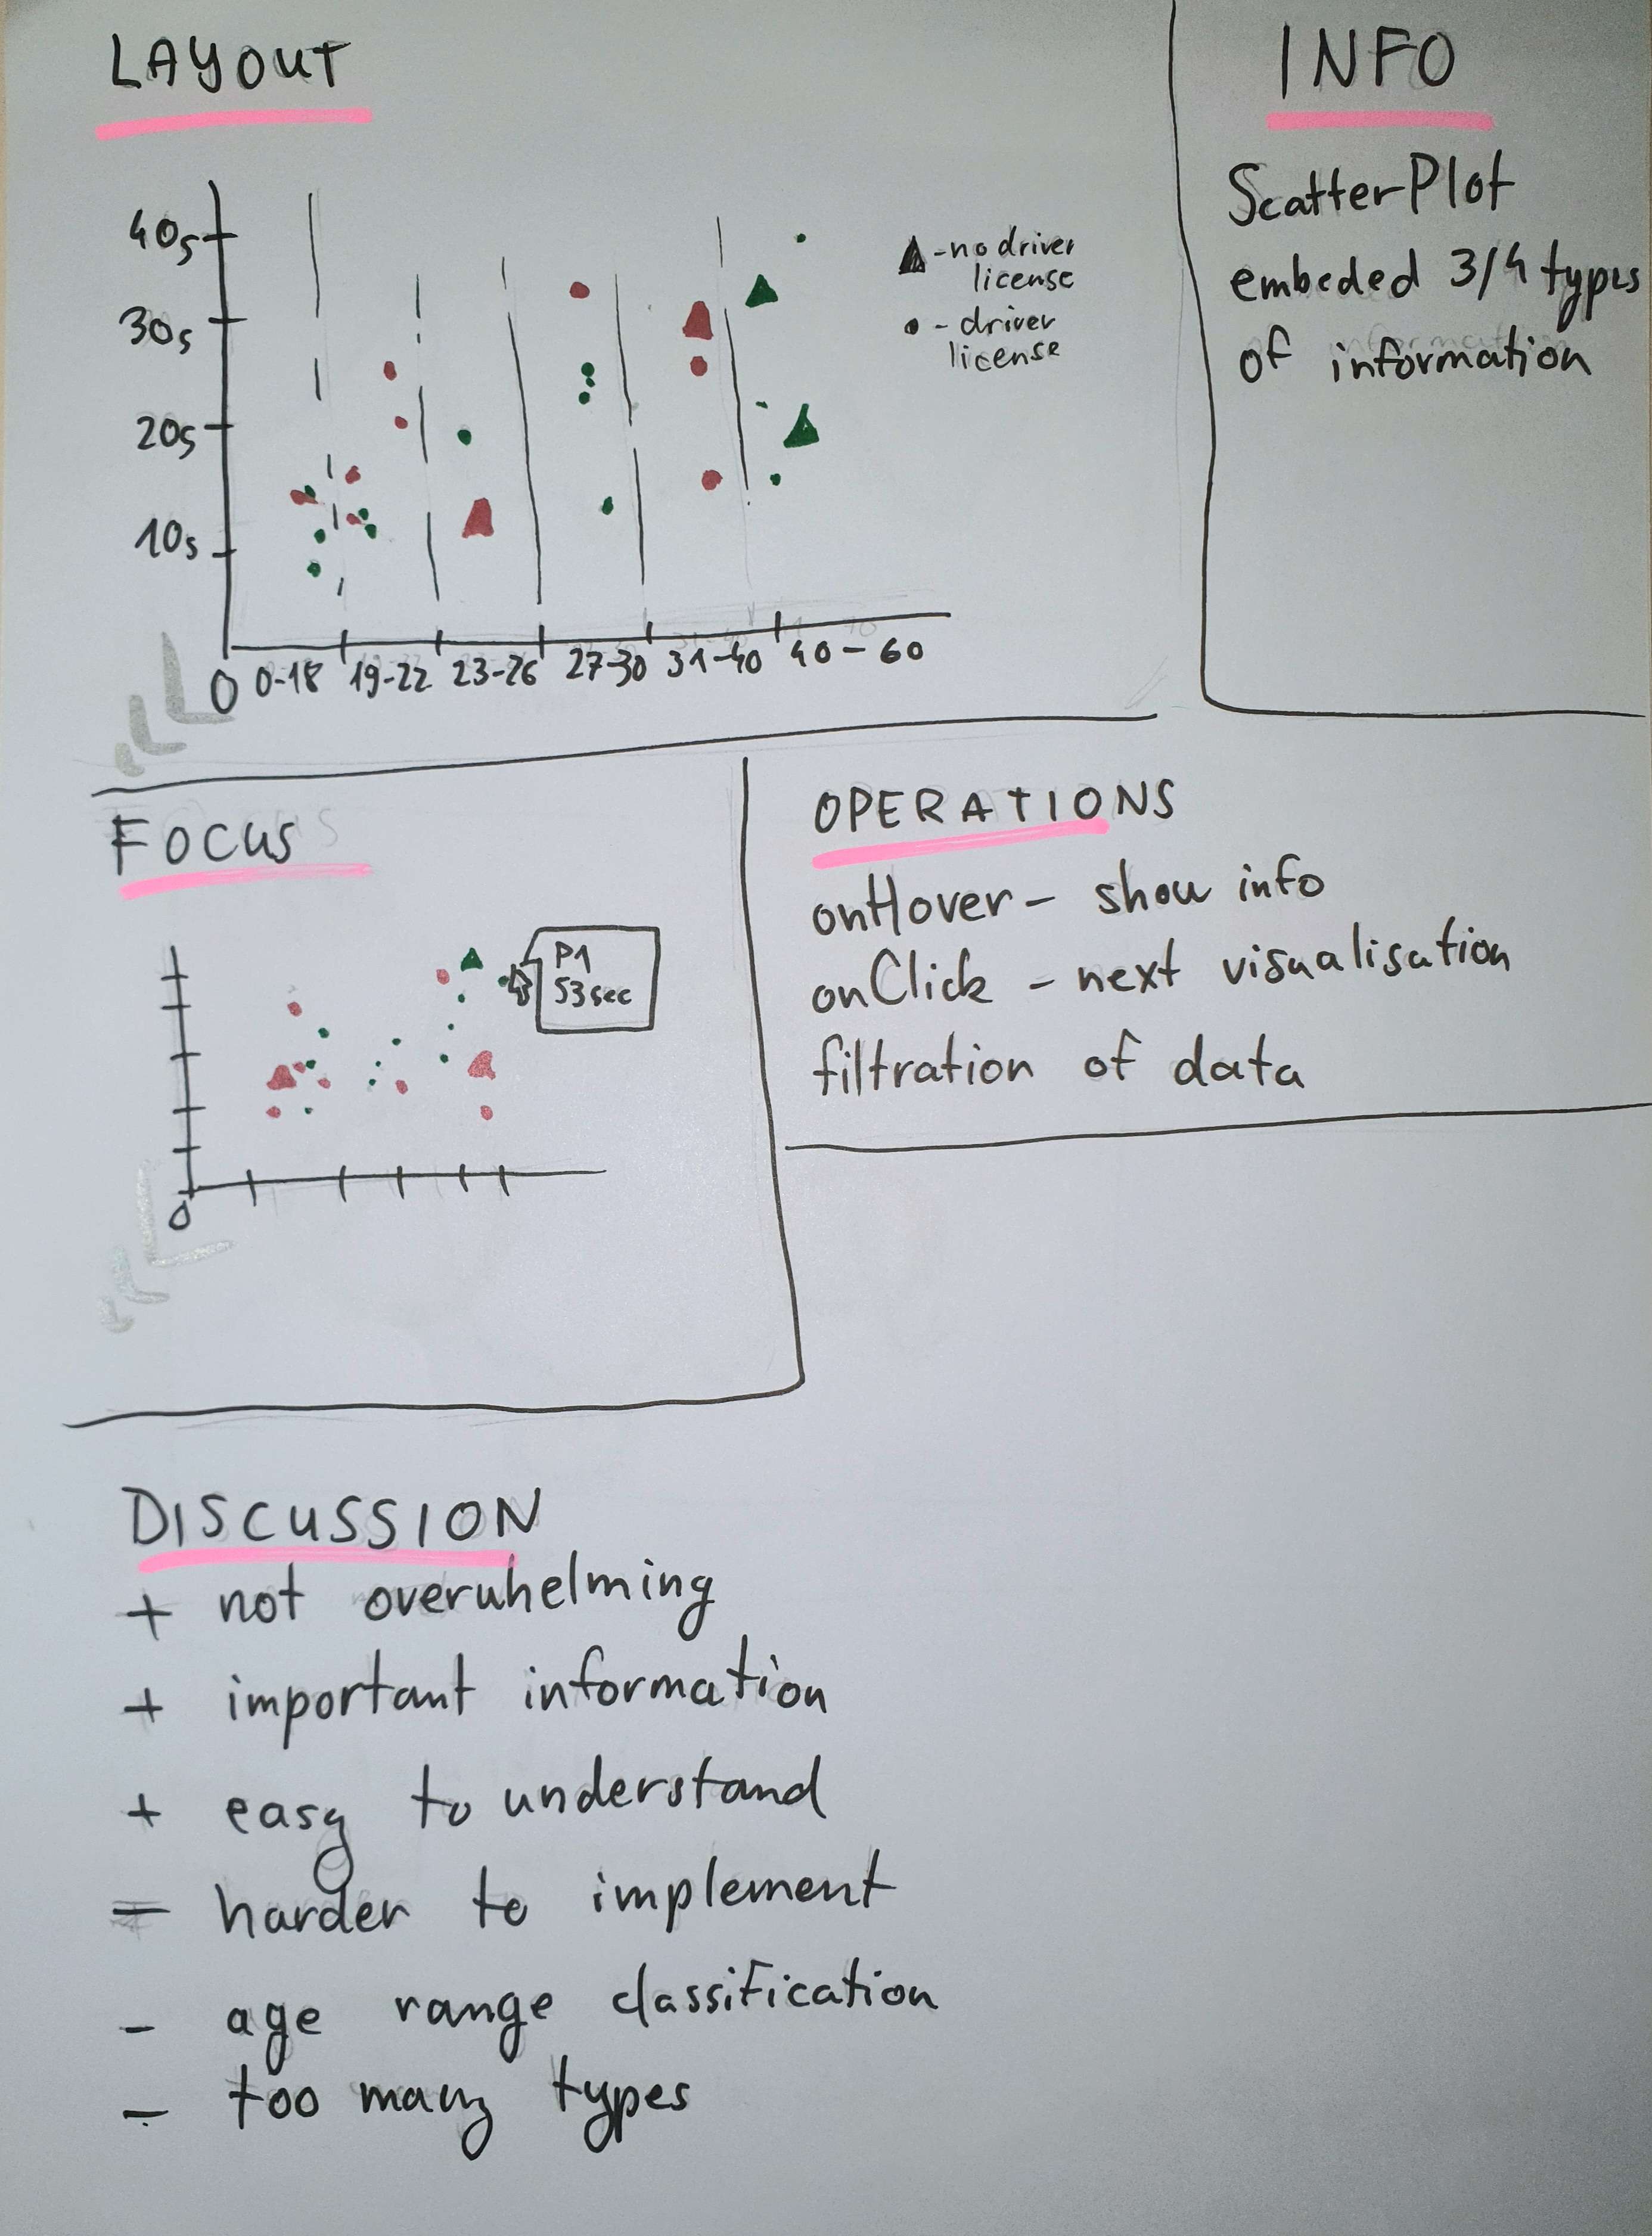 LAYOUT
40s
30s
20s
10s
0
0-18 19-22 23-26 27-30 31-40 40-60
▲ - no driver
license
• - driver
license
INFO
ScatterPlot
embeded 3/4 types
of information
FOCUS
P1
53sec
0
OPERATIONS
onHover - show info
onClick - next visualisation
filtration of data
DISCUSSION
+ not overwhelming
+ important information
+ easy to understand
= harder to implement
- age range classification
- too many types